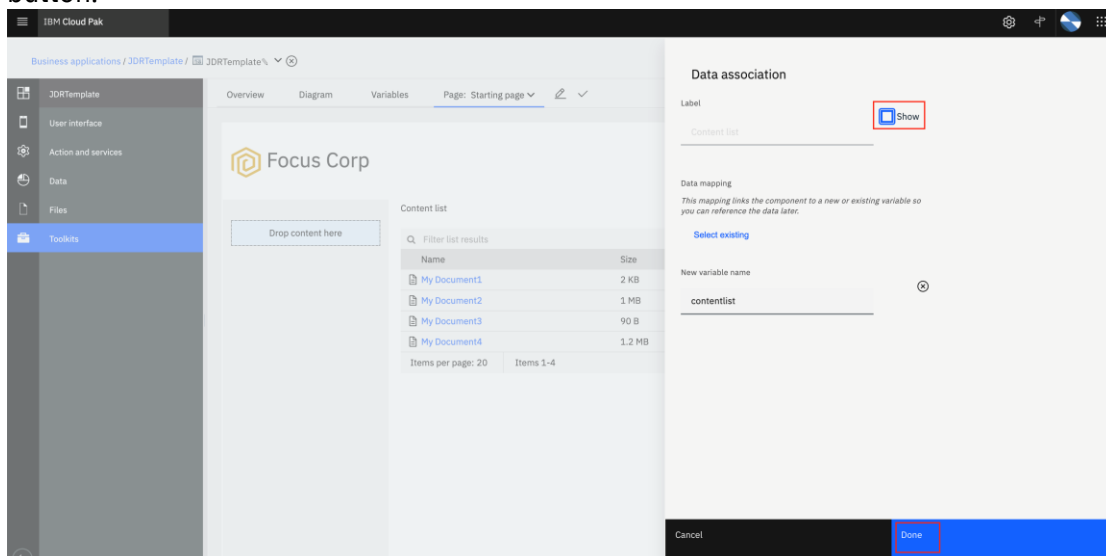 button.
IBM Cloud Pak
Business applications / JDRTemplate / JDRTemplate
JDRTemplate
User interface
Action and services
Data
Files
Toolkits
Overview Diagram Variables Page: Starting page
Focus Corp
Drop content here
Content list
Filter list results
Name Size
My Document1 2 KB
My Document2 1 MB
My Document3 90 B
My Document4 1.2 MB
Items per page: 20 Items 1-4
Data association
Label
Content list
Show
Data mapping
This mapping links the component to a new or existing variable so
you can reference the data later.
Select existing
New variable name
contentlist
Cancel Done